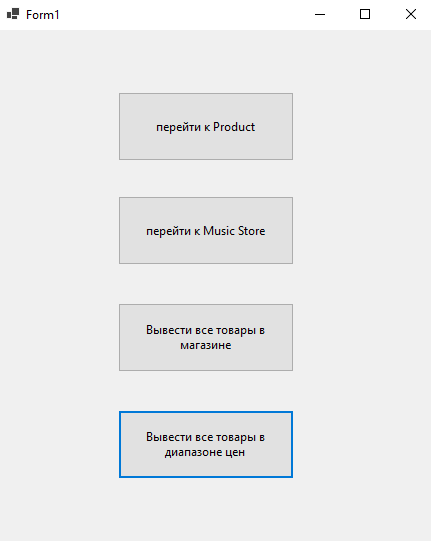 Form1
перейти к Product
перейти к Music Store
Вывести все товары в
магазине
Вывести все товары в
диапазоне цен